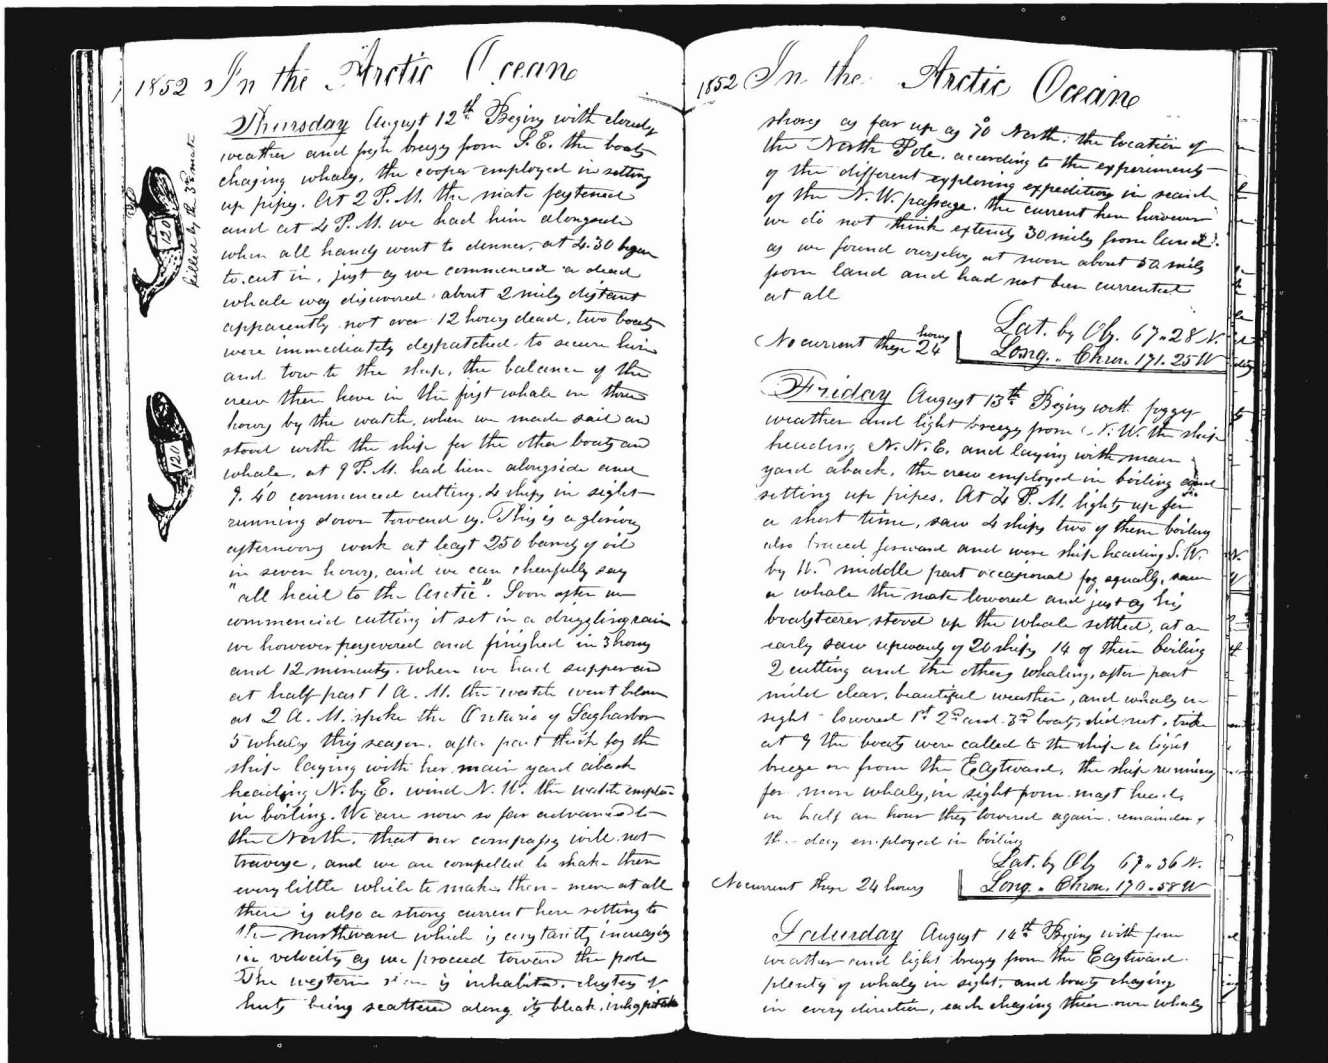 1852 In the Arctic Ocean
Thursday August 12th Begins with cloudy
weather and fresh breezes from S.E. the boats
chasing whales, the cooper employed in setting
up pipes. At 2 P.M. the mate fastened
and at 4 P.M. we had him alongside
when all hands went to dinner, at 4.30 began
to cut in, just as we commenced a dead
whale was discovered about 2 miles distant
apparently not over 12 hours dead, two boats
were immediately despatched to secure him
and tow to the ship, the balance of the
crew then hove in the first whale in three
hours by the watch, when we made sail and
stood with the ship for the other boats and
whale, at 9 P.M. had him alongside and
9.40 commenced cutting. 4 ships in sight
running down toward us. This is a glorious
afternoons work at least 250 barrels of oil
in seven hours, and we can cheerfully say
"all hail to the Arctic". Soon after we
commenced cutting it set in a drizzling rain
we however persevered and finished in 3 hours
and 12 minutes. when we had supper and
at half past 1 A.M. the watch went below
at 2 A.M. spoke the Ontario of Sagharbor
5 whales this season. after part thick fog the
ship laying with her main yard aback
heading N. by E. wind N.W. the watch employed
in boiling. We are now so far advanced to
the North, that our compasses will not
traverse, and we are compelled to shake them
every little while to make them move at all
there is also a strong current here setting to
the northward which is constantly increasing
in velocity as we proceed toward the pole
The western is inhabited, clusters of
huts being scattered along its bleak, inhospitable
120
killed by the 3rd mate
120
1852 In the Arctic Ocean
shores as far up as 70° North: the location of
the North Pole, according to the experiments
of the different exploring expeditions in search
of the N.W. passage. the current here however
we do not think extends 30 miles from land.
as we found ourselves at noon about 50 miles
from land and had not been currented
at all
No current these 24 hours
Lat. by Ob. 67.28 N.
Long. " Chron. 171.25 W
Friday August 13th Begins with foggy
weather and light breezes from N.W. the ship
heading N.N.E. and laying with main
yard aback, the crew employed in boiling and
setting up pipes. At 4 P.M. lights up for
a short time, saw 4 ships two of them boiling
also braced forward and wore ship heading S.W.
by W. middle part occasional fog squalls, saw
a whale the mate lowered and just as his
boatsteerer stood up the whale settled, at
early saw upwards of 20 ships 14 of them boiling
2 cutting and the others whaling, after part
mild clear, beautiful weather, and whales in
sight lowered 1st 2nd and 3rd boats, did not strike
at 9 the boats were called to the ship a light
breeze on from the Eastward, the ship running
for more whales, in sight from mast head,
in half an hour they lowered again. remainder of
the day employed in boiling
No current these 24 hours
Lat. by Ob 67.36 N.
Long. " Chron. 170.58 W
Saturday August 14th Begins with fine
weather and light breezes from the Eastward.
plenty of whales in sight, and boats chasing
in every direction, each chasing their own whales